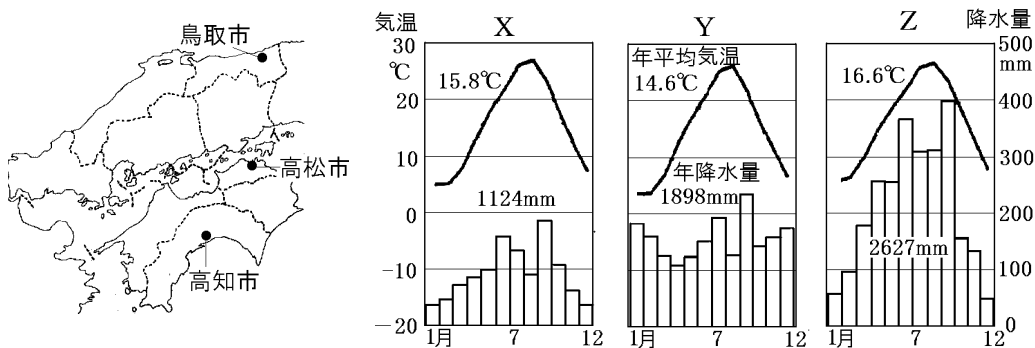 鳥取市
高松市
高知市
気温
X
Y
Z
降水量
30
℃
20
10
0
−10
−20
15.8℃
1124mm
1月
7
12
年平均気温
14.6℃
年降水量
1898mm
1月
7
12
16.6℃
2627mm
1月
7
12
500
mm
400
300
200
100
0